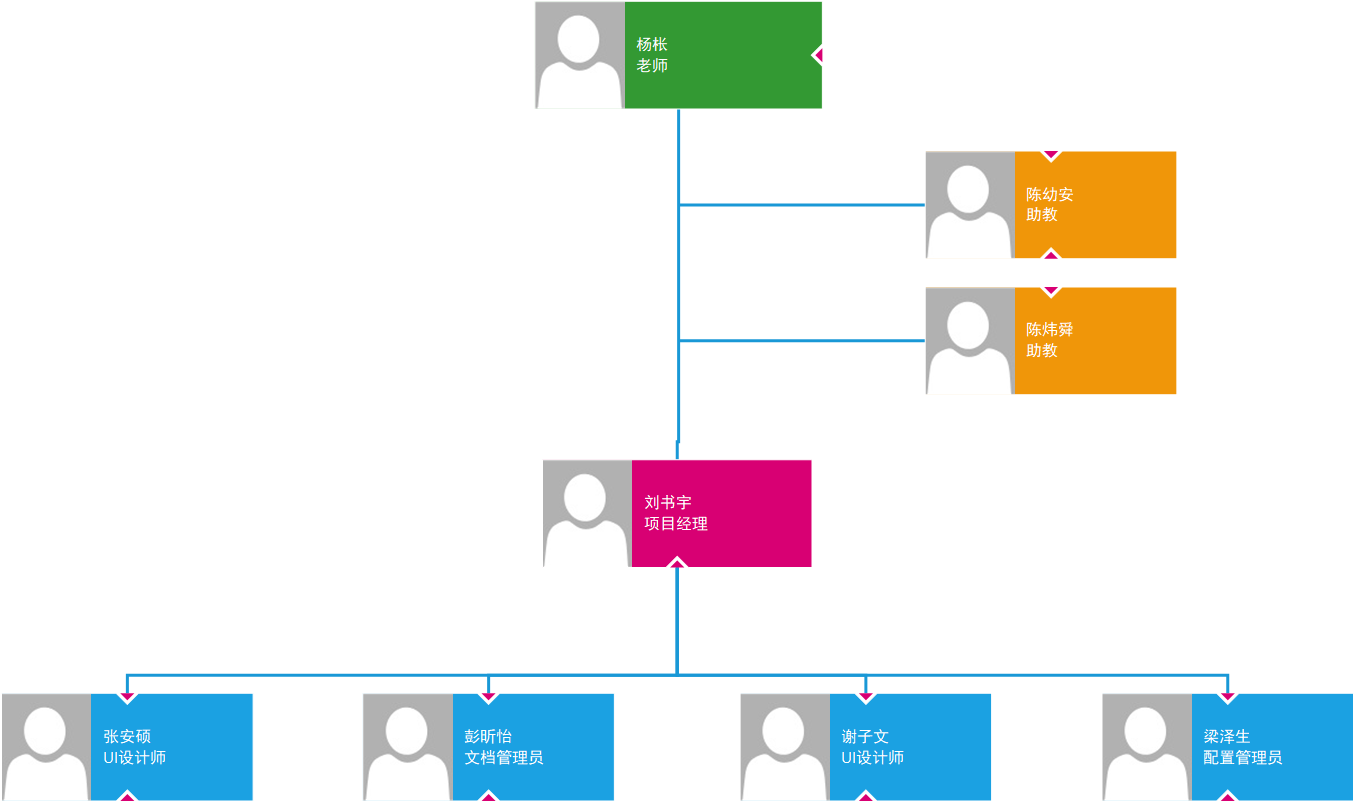 杨枨
老师
陈幼安
助教
陈炜舜
助教
刘书宇
项目经理
张安硕
UI设计师
彭昕怡
文档管理员
谢子文
UI设计师
梁泽生
配置管理员